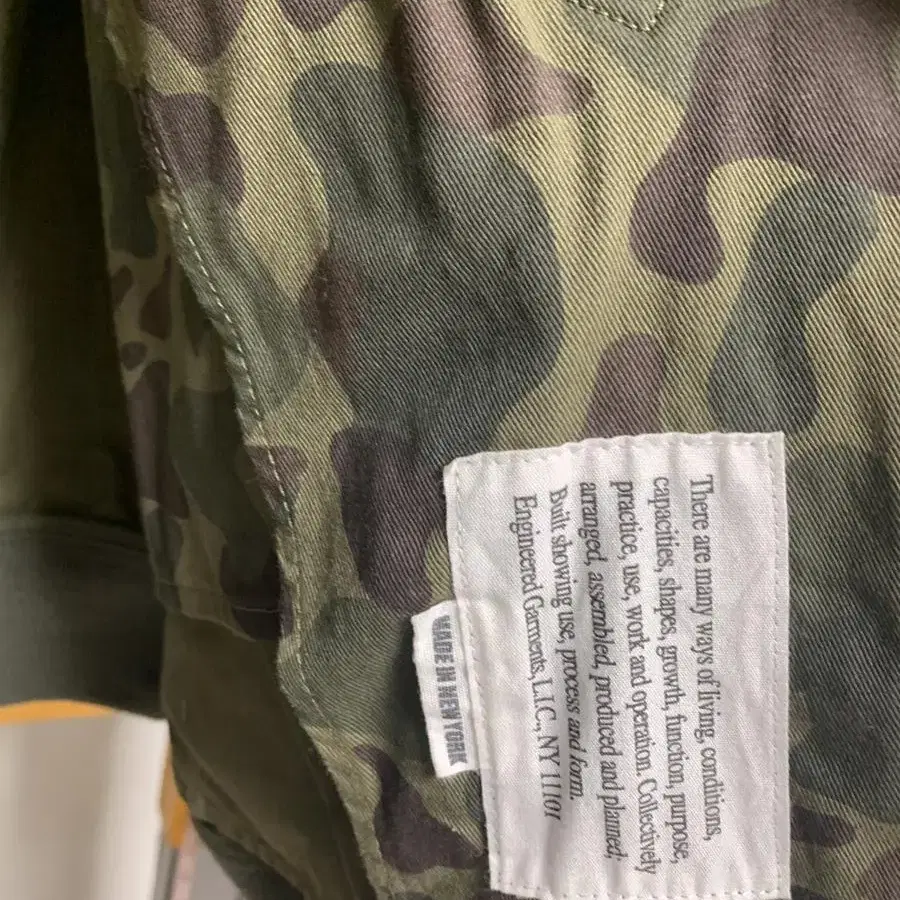 There are many ways of living, conditions,
capacities, shapes, growth, function, purpose,
practice, use, work and operation. Collectively
arranged, assembled, produced and planned;
Built showing use, process and form.
Engineered Garments, L.I.C., NY 11101
MADE IN NEW YORK